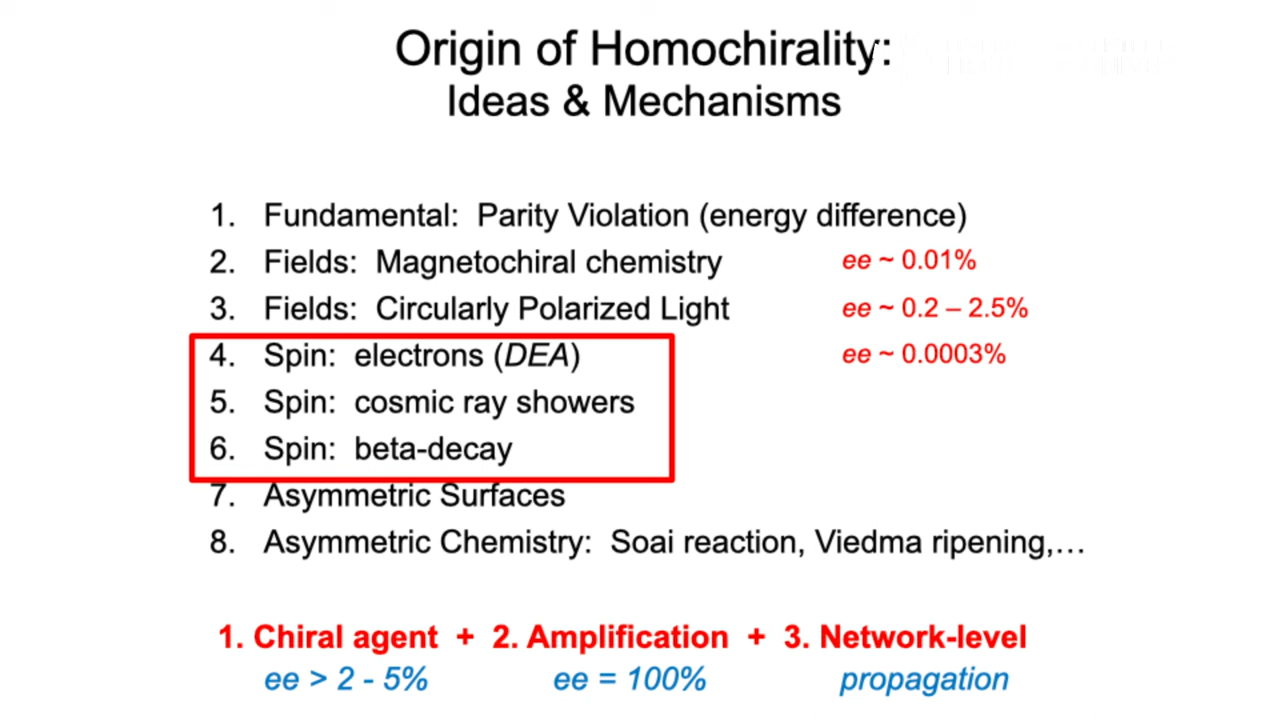 Origin of Homochirality:
Ideas & Mechanisms
1. Fundamental: Parity Violation (energy difference)
2. Fields: Magnetochiral chemistry ee ~ 0.01%
3. Fields: Circularly Polarized Light ee ~ 0.2 – 2.5%
4. Spin: electrons (DEA) ee ~ 0.0003%
5. Spin: cosmic ray showers
6. Spin: beta-decay
7. Asymmetric Surfaces
8. Asymmetric Chemistry: Soai reaction, Viedma ripening,...
1. Chiral agent + 2. Amplification + 3. Network-level
ee > 2 - 5% ee = 100% propagation